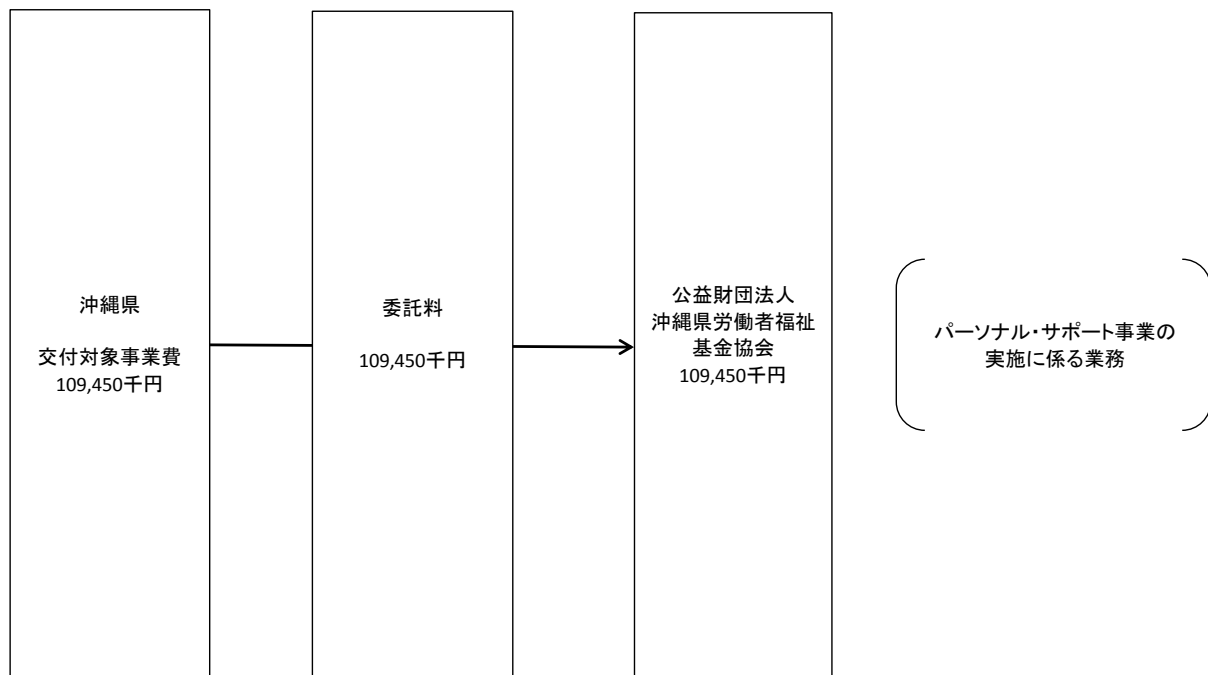 沖縄県
交付対象事業費
109,450千円
委託料
109,450千円
公益財団法人
沖縄県労働者福祉
基金協会
109,450千円
パーソナル・サポート事業の
実施に係る業務